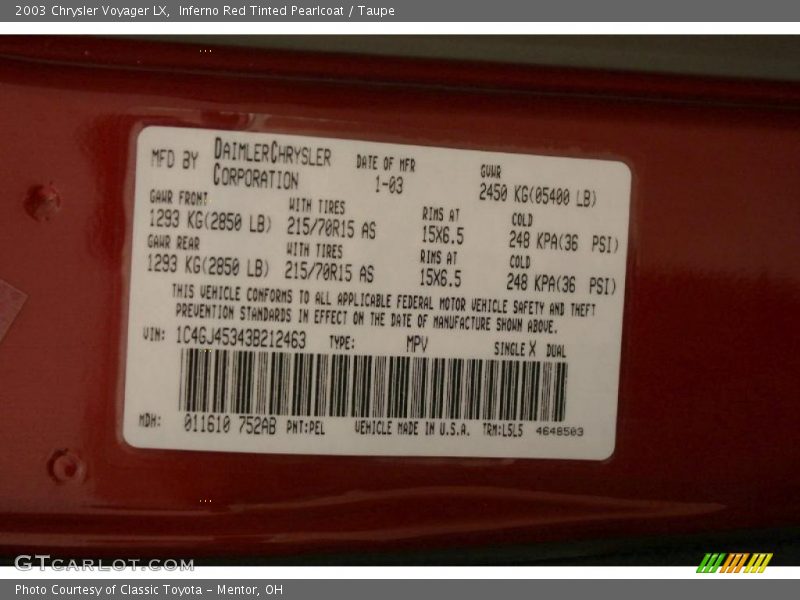 2003 Chrysler Voyager LX, Inferno Red Tinted Pearlcoat / Taupe
MFD BY DAIMLERCHRYSLER CORPORATION DATE OF MFR 1-03 GVWR 2450 KG(05400 LB)
GAWR FRONT WITH TIRES RIMS AT COLD
1293 KG(2850 LB) 215/70R15 AS 15X6.5 248 KPA(36 PSI)
GAWR REAR WITH TIRES RIMS AT COLD
1293 KG(2850 LB) 215/70R15 AS 15X6.5 248 KPA(36 PSI)
THIS VEHICLE CONFORMS TO ALL APPLICABLE FEDERAL MOTOR VEHICLE SAFETY AND THEFT
PREVENTION STANDARDS IN EFFECT ON THE DATE OF MANUFACTURE SHOWN ABOVE.
VIN: 1C4GJ45343B212463 TYPE: MPV SINGLE X DUAL
MDH: 011610 752AB PNT:PEL VEHICLE MADE IN U.S.A. TRM:L5L5 4648503
GTCARLOT.COM
Photo Courtesy of Classic Toyota - Mentor, OH